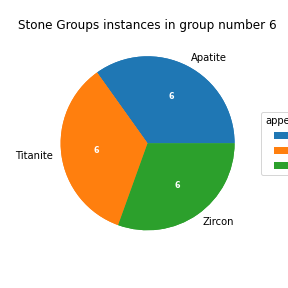 Stone Groups instances in group number 6
Apatite
6
appe
Titanite
6
6
Zircon